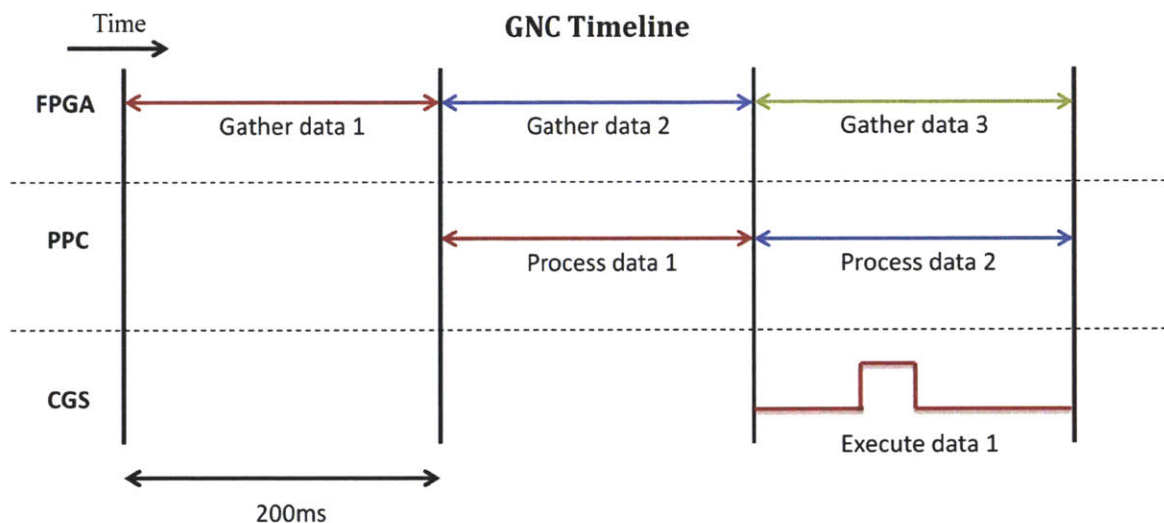 Time
GNC Timeline
FPGA
Gather data 1
Gather data 2
Gather data 3
PPC
Process data 1
Process data 2
CGS
Execute data 1
200ms